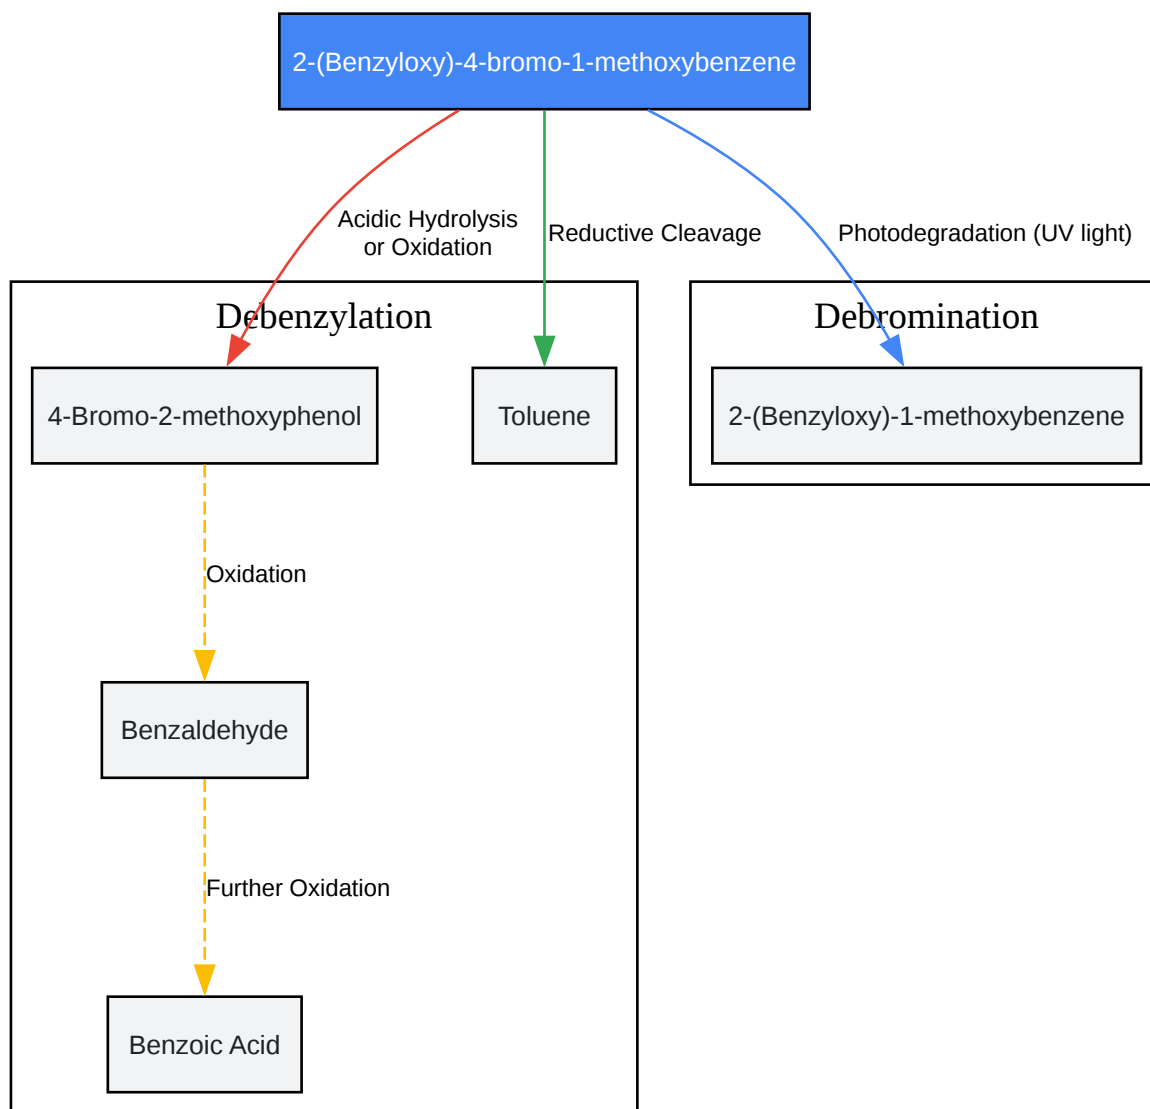 2-(Benzyloxy)-4-bromo-1-methoxybenzene
Acidic Hydrolysis
or Oxidation
Reductive Cleavage
Photodegradation (UV light)
Debenzylation
Debromination
4-Bromo-2-methoxyphenol
Toluene
2-(Benzyloxy)-1-methoxybenzene
Oxidation
Benzaldehyde
Further Oxidation
Benzoic Acid